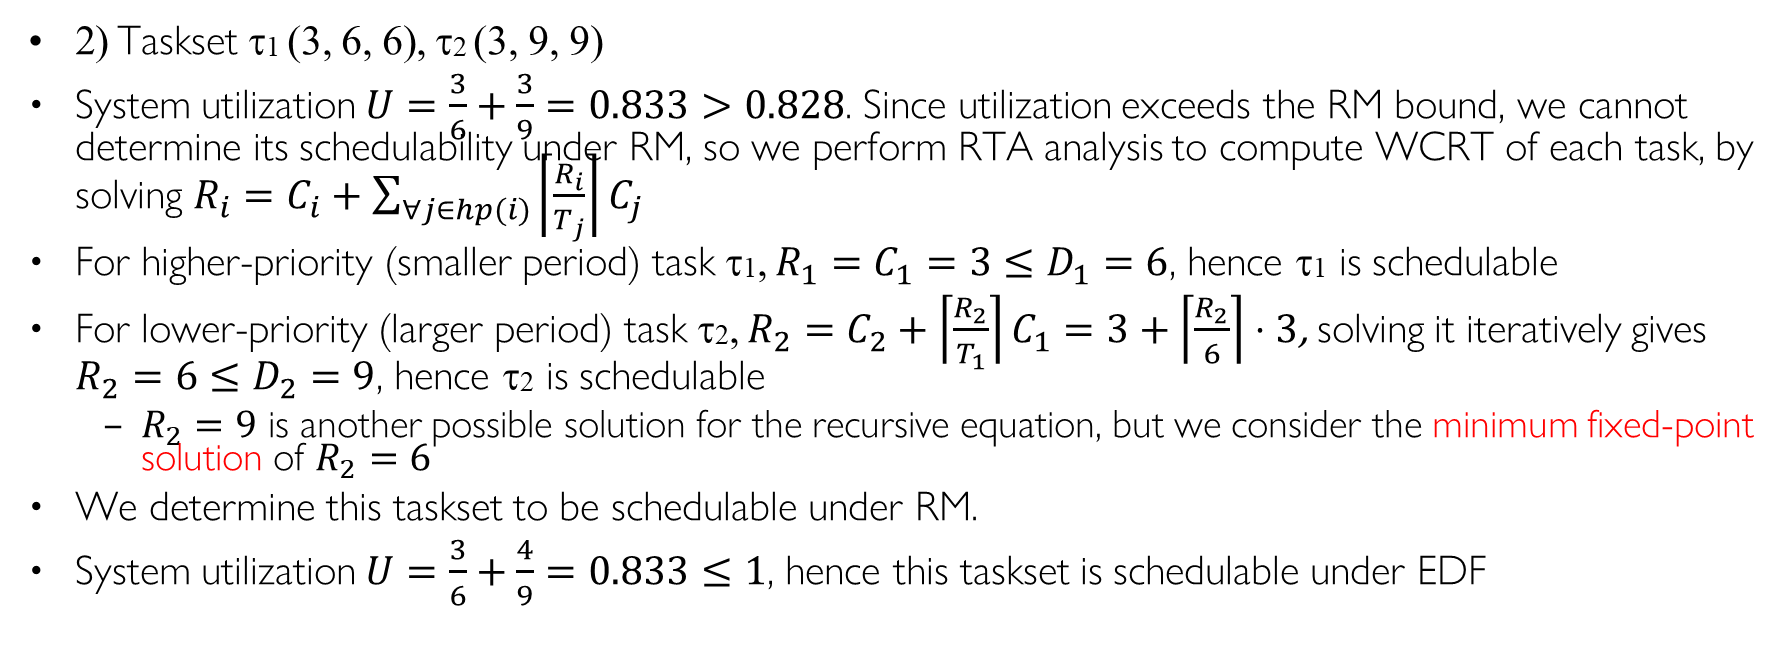 • 2) Taskset τ1 (3, 6, 6), τ2 (3, 9, 9)
• System utilization U = 3/6 + 3/9 = 0.833 > 0.828. Since utilization exceeds the RM bound, we cannot
determine its schedulability under RM, so we perform RTA analysis to compute WCRT of each task, by
solving R_i = C_i + ∑_{∀j∈hp(i)} ⌈R_i/T_j⌉ C_j
• For higher-priority (smaller period) task τ1, R_1 = C_1 = 3 ≤ D_1 = 6, hence τ1 is schedulable
• For lower-priority (larger period) task τ2, R_2 = C_2 + ⌈R_2/T_1⌉ C_1 = 3 + ⌈R_2/6⌉ · 3, solving it iteratively gives
R_2 = 6 ≤ D_2 = 9, hence τ2 is schedulable
– R_2 = 9 is another possible solution for the recursive equation, but we consider the minimum fixed-point
solution of R_2 = 6
• We determine this taskset to be schedulable under RM.
• System utilization U = 3/6 + 4/9 = 0.833 ≤ 1, hence this taskset is schedulable under EDF